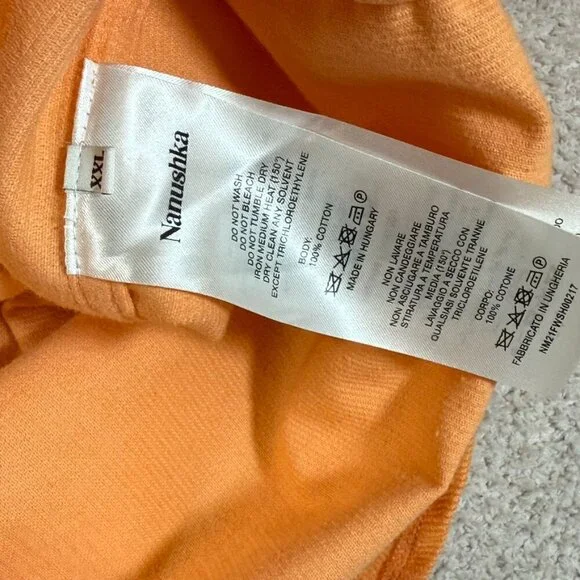 XXL
Nanushka
DO NOT WASH
DO NOT BLEACH
DO NOT TUMBLE DRY
IRON MEDIUM HEAT (150°)
DRY CLEAN ANY SOLVENT
EXCEPT TRICHLOROETHYLENE
BODY:
100% COTTON
MADE IN HUNGARY
NON LAVARE
NON CANDEGGIARE
NON ASCIUGARE A TAMBURO
STIRATURA A TEMPERATURA
MEDIA (150°)
LAVAGGIO A SECCO CON
QUALSIASI SOLVENTE TRANNE
TRICLOROETILENE
CORPO:
100% COTONE
FABBRICATO IN UNGHERIA
NM21FWSH00217